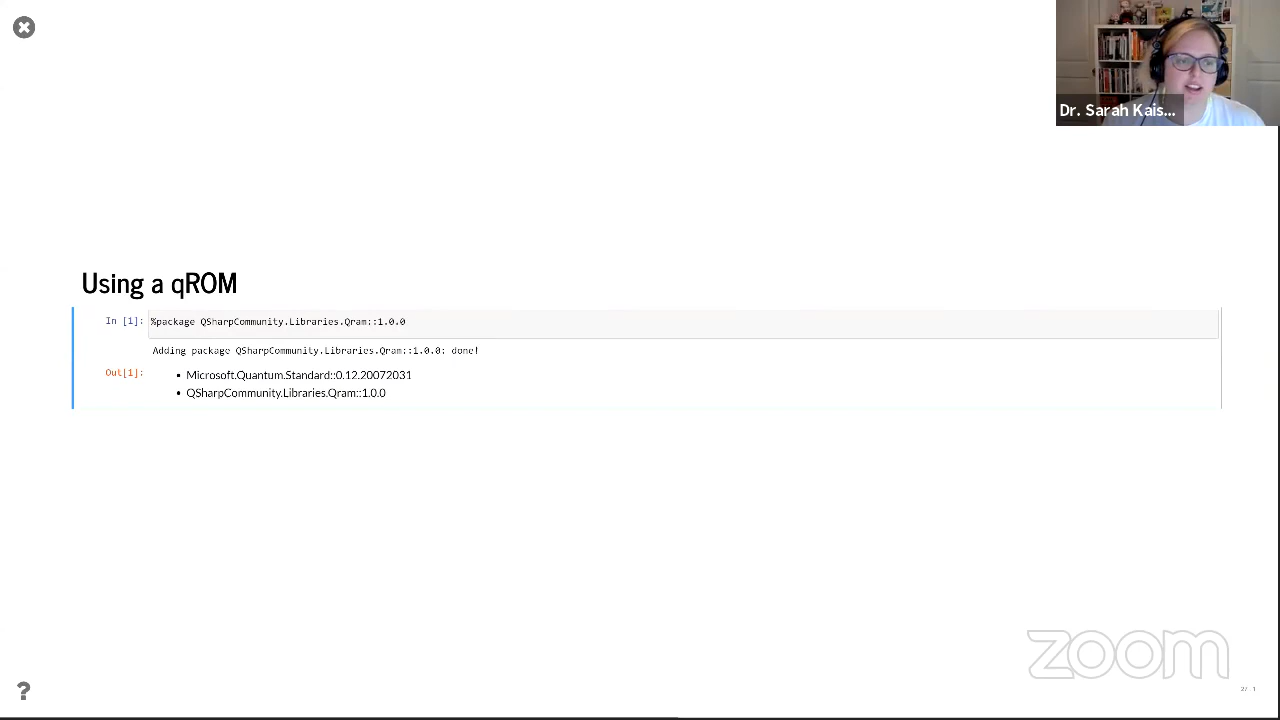 Dr. Sarah Kais...
Using a qROM
In [1]: %package QSharpCommunity.Libraries.Qram::1.0.0
Adding package QSharpCommunity.Libraries.Qram::1.0.0: done!
Out[1]: • Microsoft.Quantum.Standard::0.12.20072031
• QSharpCommunity.Libraries.Qram::1.0.0
zoom
?